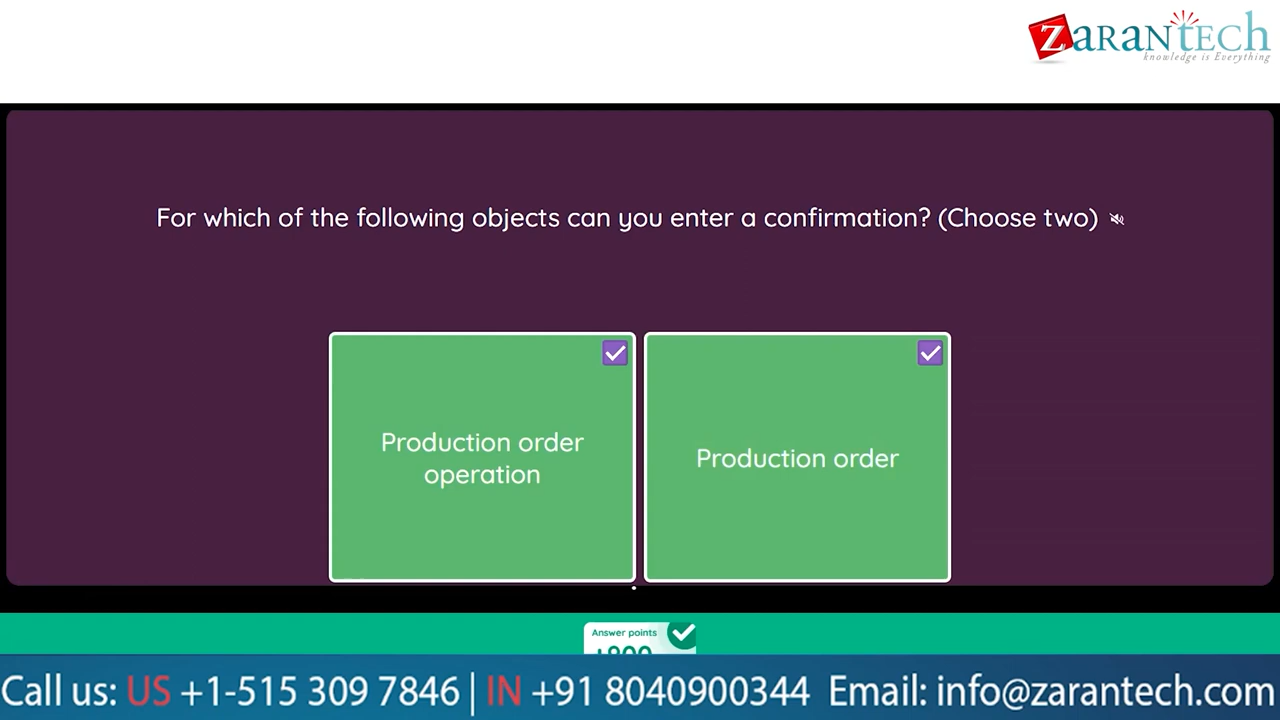 ZARANTECH
knowledge is Everything
For which of the following objects can you enter a confirmation? (Choose two)
Production order
operation
Production order
Answer points
+800
Call us: US +1-515 309 7846 | IN +91 8040900344 Email: info@zarantech.com